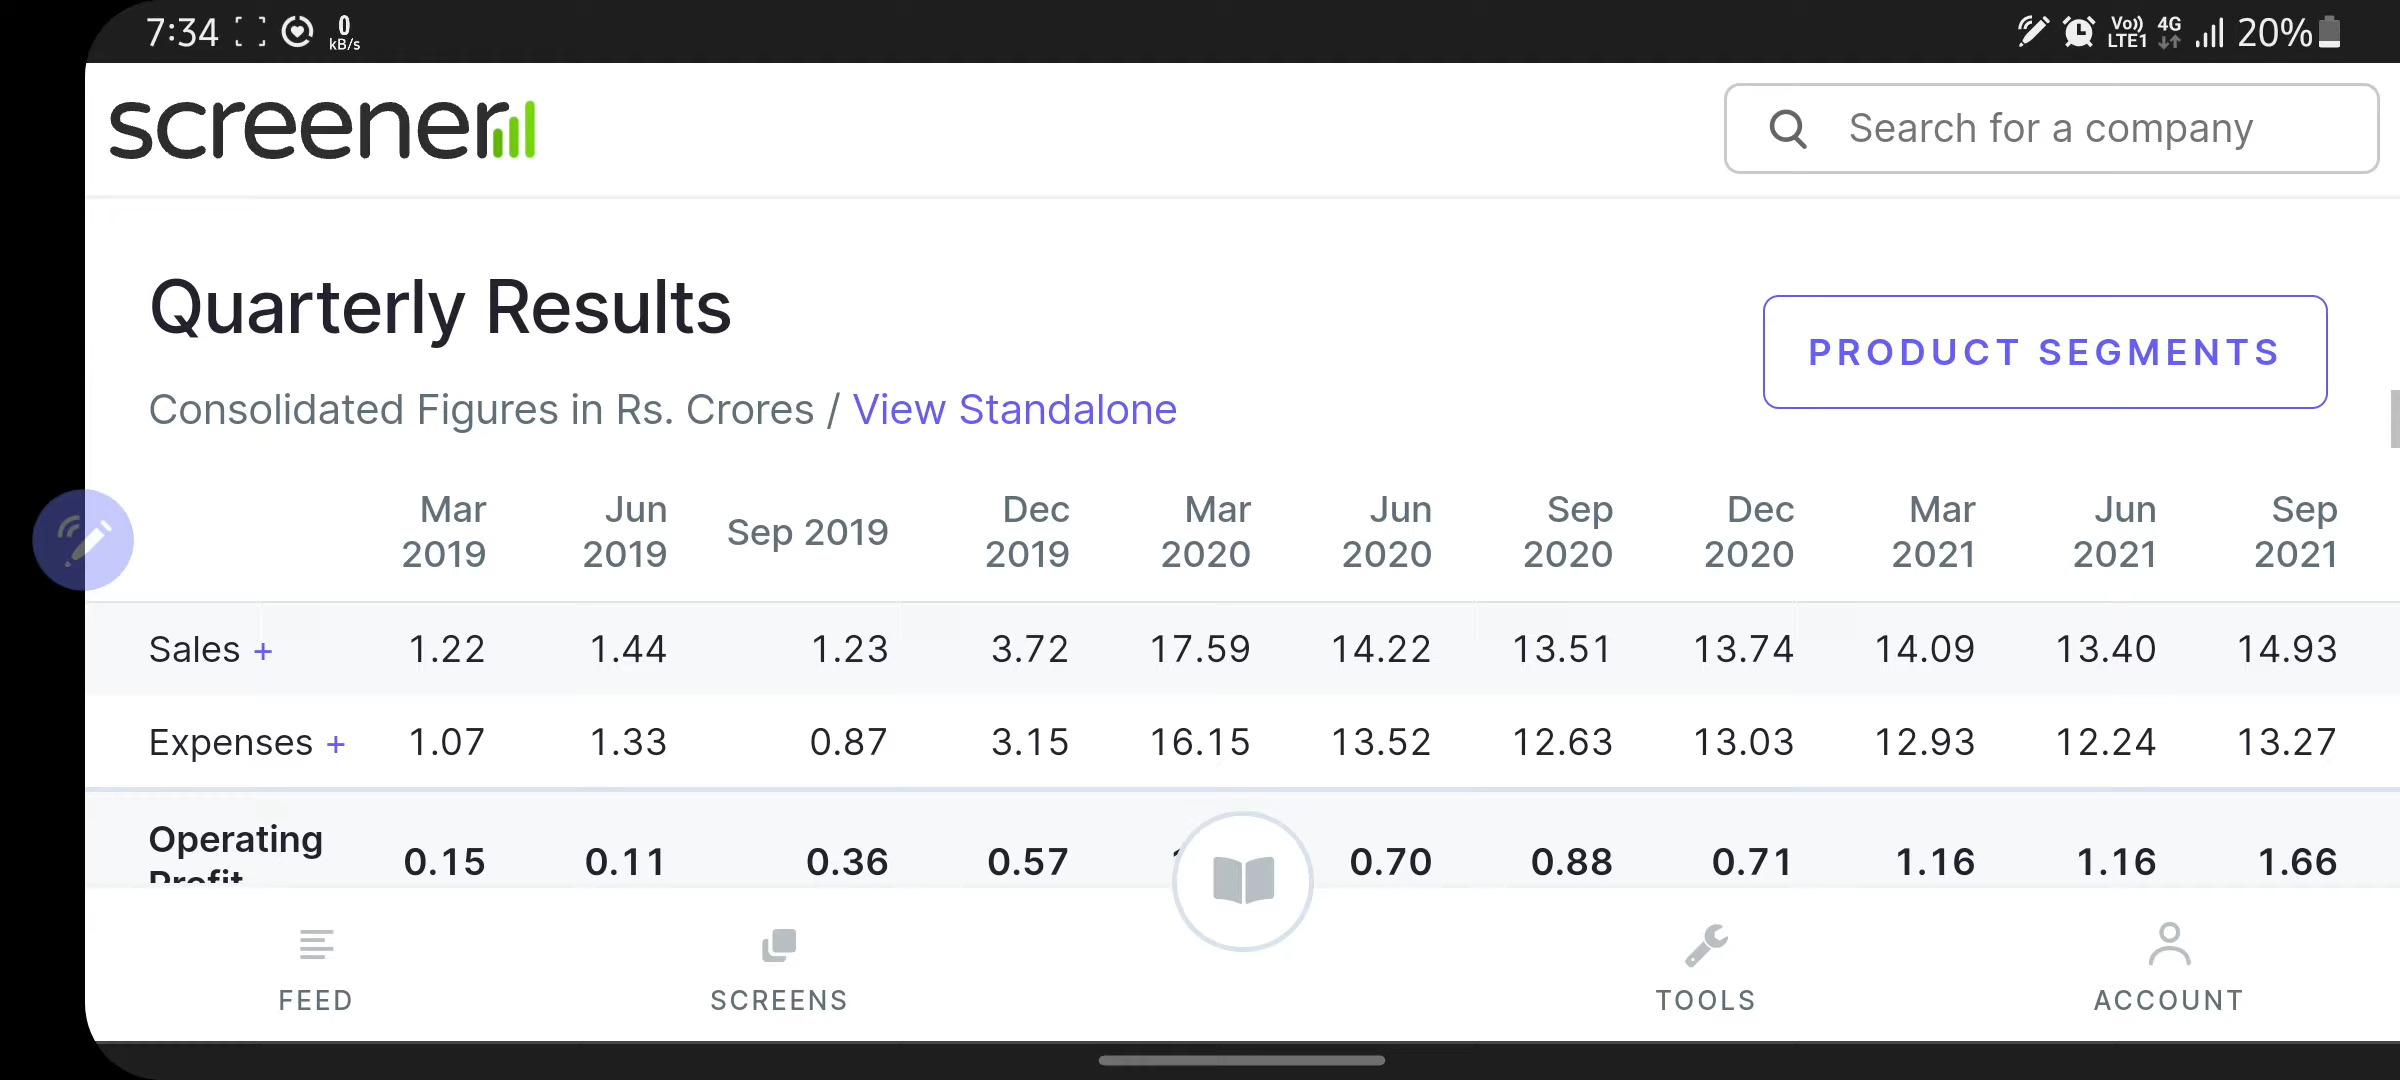 7:34 0 kB/s Vo)) LTE1 4G 20%
screener
Search for a company
Quarterly Results
PRODUCT SEGMENTS
Consolidated Figures in Rs. Crores / View Standalone
Mar 2019 Jun 2019 Sep 2019 Dec 2019 Mar 2020 Jun 2020 Sep 2020 Dec 2020 Mar 2021 Jun 2021 Sep 2021
Sales + 1.22 1.44 1.23 3.72 17.59 14.22 13.51 13.74 14.09 13.40 14.93
Expenses + 1.07 1.33 0.87 3.15 16.15 13.52 12.63 13.03 12.93 12.24 13.27
Operating Profit 0.15 0.11 0.36 0.57 0.70 0.88 0.71 1.16 1.16 1.66
FEED SCREENS TOOLS ACCOUNT